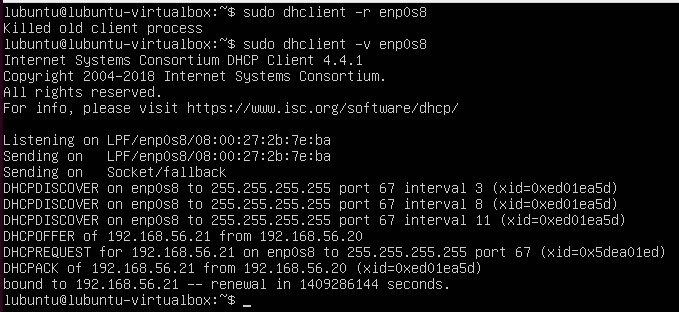 lubuntu@lubuntu-virtualbox:~$ sudo dhclient -r enp0s8
Killed old client process
lubuntu@lubuntu-virtualbox:~$ sudo dhclient -v enp0s8
Internet Systems Consortium DHCP Client 4.4.1
Copyright 2004-2018 Internet Systems Consortium.
All rights reserved.
For info, please visit https://www.isc.org/software/dhcp/
Listening on LPF/enp0s8/08:00:27:2b:7e:ba
Sending on   LPF/enp0s8/08:00:27:2b:7e:ba
Sending on   Socket/fallback
DHCPDISCOVER on enp0s8 to 255.255.255.255 port 67 interval 3 (xid=0xed01ea5d)
DHCPDISCOVER on enp0s8 to 255.255.255.255 port 67 interval 8 (xid=0xed01ea5d)
DHCPDISCOVER on enp0s8 to 255.255.255.255 port 67 interval 11 (xid=0xed01ea5d)
DHCPOFFER of 192.168.56.21 from 192.168.56.20
DHCPREQUEST for 192.168.56.21 on enp0s8 to 255.255.255.255 port 67 (xid=0x5dea01ed)
DHCPACK of 192.168.56.21 from 192.168.56.20 (xid=0xed01ea5d)
bound to 192.168.56.21 -- renewal in 1409286144 seconds.
lubuntu@lubuntu-virtualbox:~$ _